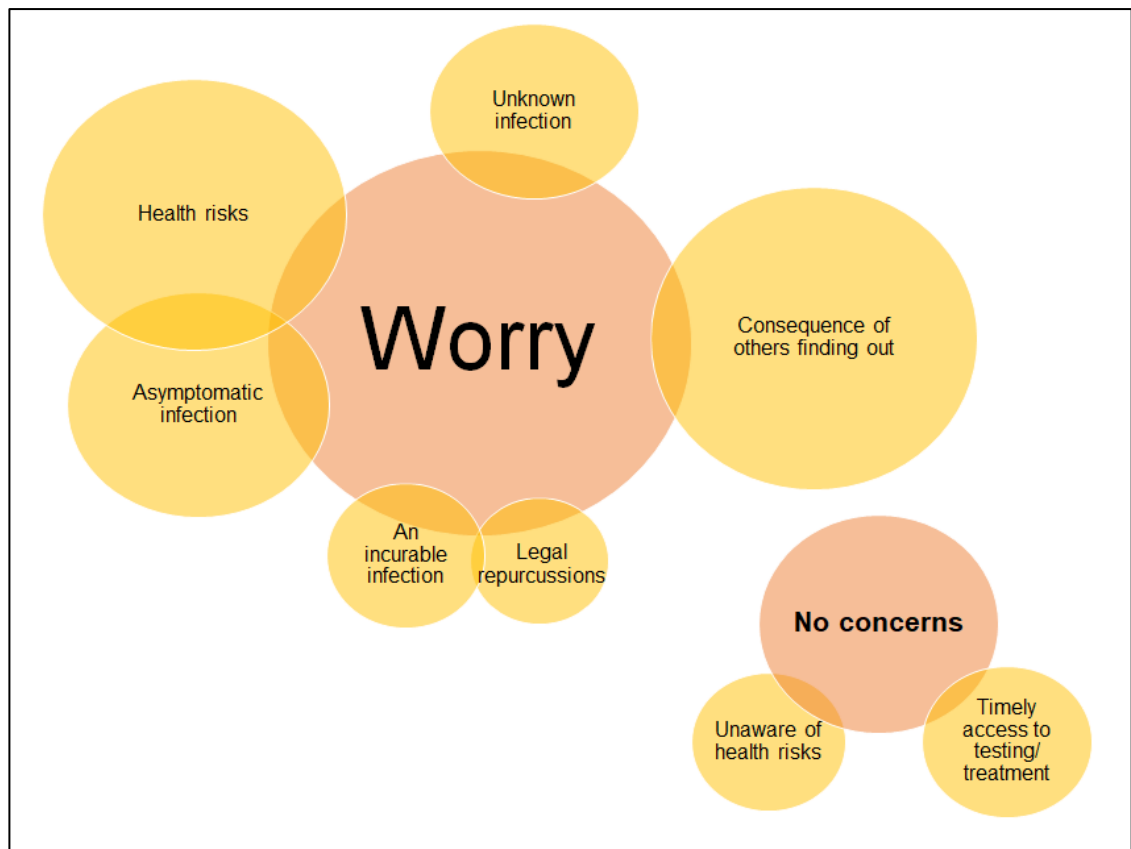 Unknown
infection
Health risks
Worry
Consequence of
others finding out
Asymptomatic
infection
An
incurable
infection
Legal
repurcussions
No concerns
Unaware of
health risks
Timely
access to
testing/
treatment